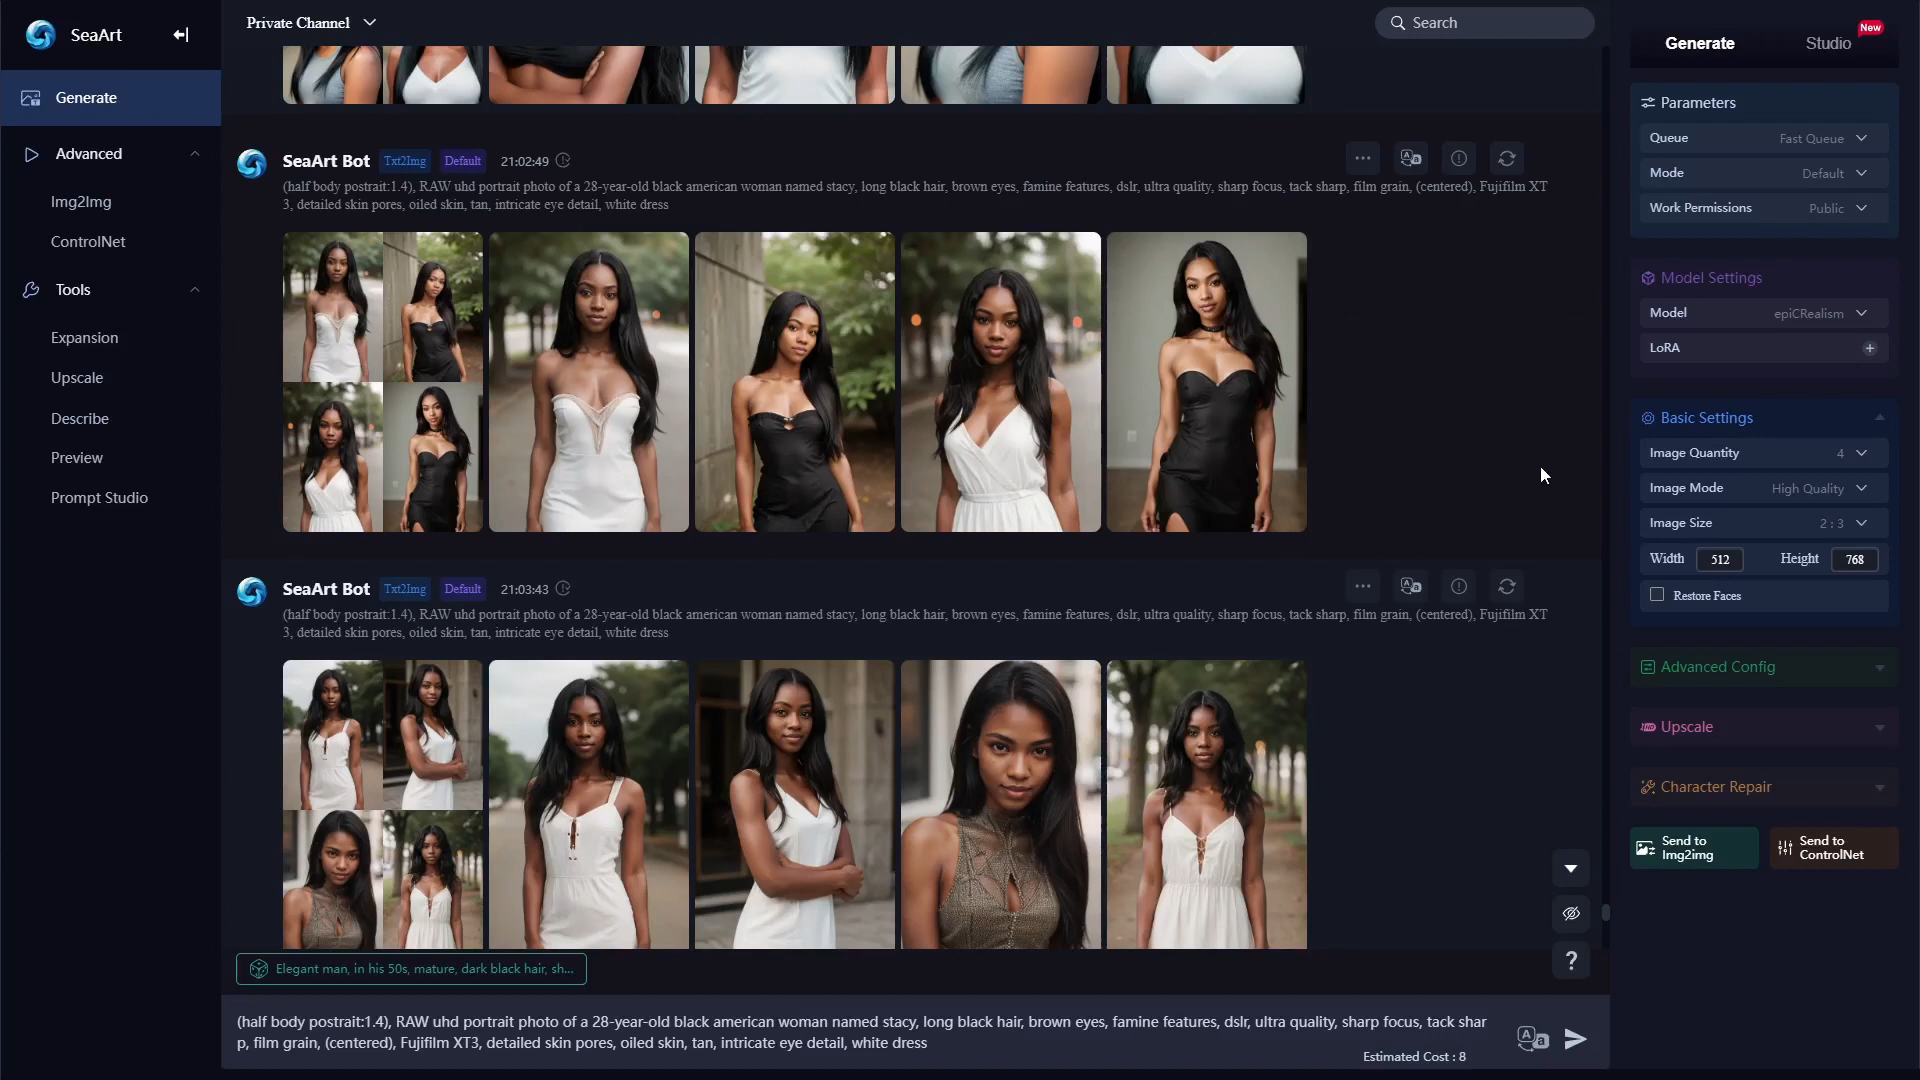 SeaArt
Private Channel
Search
Generate
Studio
New
Generate
Advanced
Img2Img
ControlNet
Tools
Expansion
Upscale
Describe
Preview
Prompt Studio
SeaArt Bot Txt2Img Default 21:02:49
(half body postrait:1.4), RAW uhd portrait photo of a 28-year-old black american woman named stacy, long black hair, brown eyes, famine features, dslr, ultra quality, sharp focus, tack sharp, film grain, (centered), Fujifilm XT
3, detailed skin pores, oiled skin, tan, intricate eye detail, white dress
SeaArt Bot Txt2Img Default 21:03:43
(half body postrait:1.4), RAW uhd portrait photo of a 28-year-old black american woman named stacy, long black hair, brown eyes, famine features, dslr, ultra quality, sharp focus, tack sharp, film grain, (centered), Fujifilm XT
3, detailed skin pores, oiled skin, tan, intricate eye detail, white dress
Elegant man, in his 50s, mature, dark black hair, sh...
?
(half body postrait:1.4), RAW uhd portrait photo of a 28-year-old black american woman named stacy, long black hair, brown eyes, famine features, dslr, ultra quality, sharp focus, tack shar
p, film grain, (centered), Fujifilm XT3, detailed skin pores, oiled skin, tan, intricate eye detail, white dress
Estimated Cost : 8
Parameters
Queue Fast Queue
Mode Default
Work Permissions Public
Model Settings
Model epiCRealism
LoRA +
Basic Settings
Image Quantity 4
Image Mode High Quality
Image Size 2 : 3
Width 512 Height 768
Restore Faces
Advanced Config
Upscale
Character Repair
Send to
Img2img
Send to
ControlNet